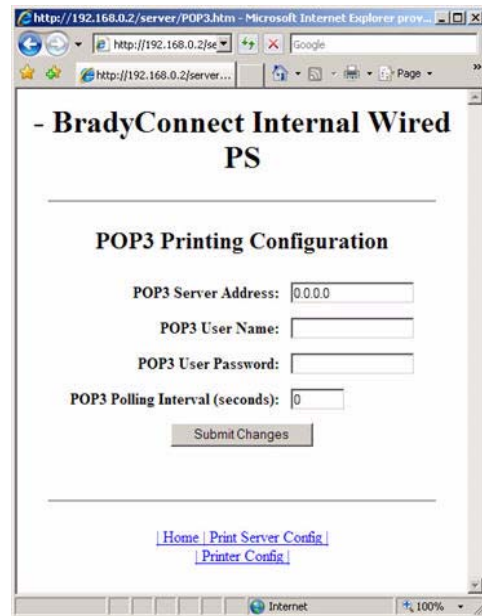 http://192.168.0.2/server/POP3.htm - Microsoft Internet Explorer prov...
http://192.168.0.2/se
Google
http://192.168.0.2/server...
Page
»
- BradyConnect Internal Wired
PS
POP3 Printing Configuration
POP3 Server Address: 0.0.0.0
POP3 User Name:
POP3 User Password:
POP3 Polling Interval (seconds): 0
Submit Changes
| Home | Print Server Config |
| Printer Config |
Internet
100%